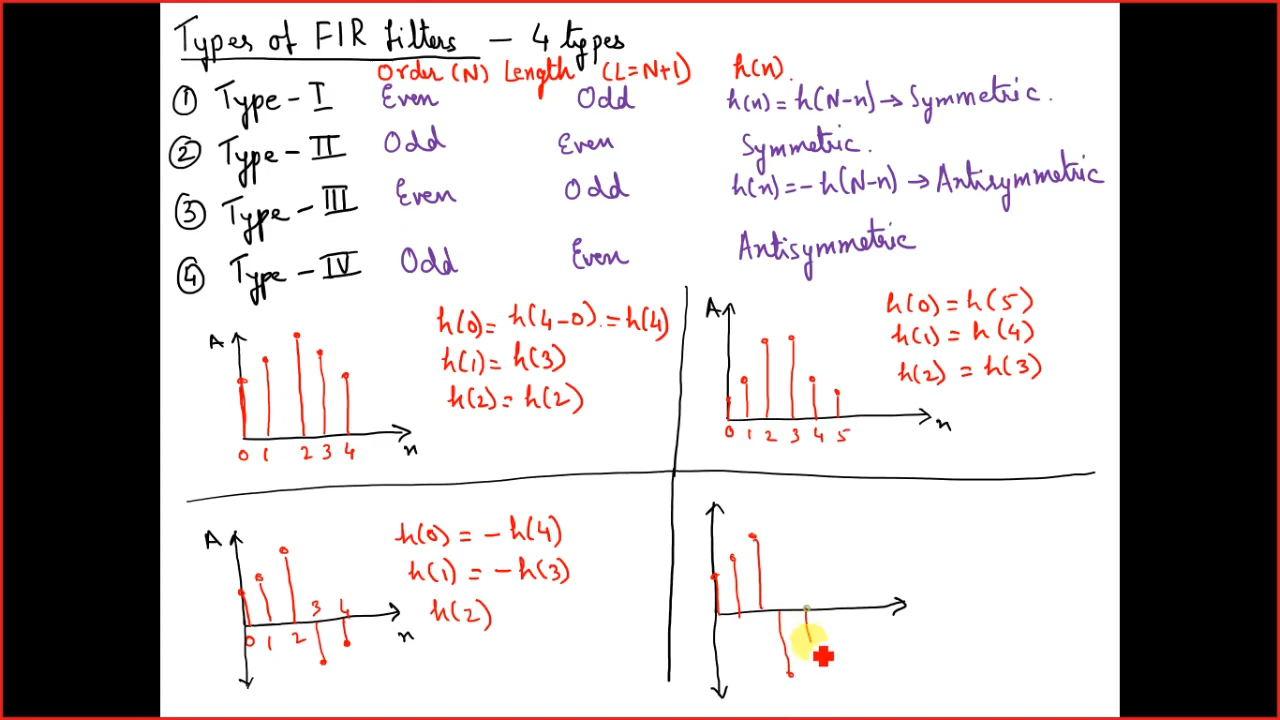 Types of FIR filters - 4 types
Order (N) Length (L=N+1) h(n).
① Type - I Even Odd h(n) = h(N-n) → Symmetric.
② Type - II Odd Even Symmetric.
③ Type - III Even Odd h(n) = - h(N-n) → Antisymmetric
④ Type - IV Odd Even Antisymmetric
A
h(0) = h(4-0) = h(4)
h(1) = h(3)
h(2) = h(2)
0 1 2 3 4 n
A
h(0) = h(5)
h(1) = h(4)
h(2) = h(3)
0 1 2 3 4 5 n
A
h(0) = - h(4)
h(1) = - h(3)
h(2)
3 4
0 1 2 n